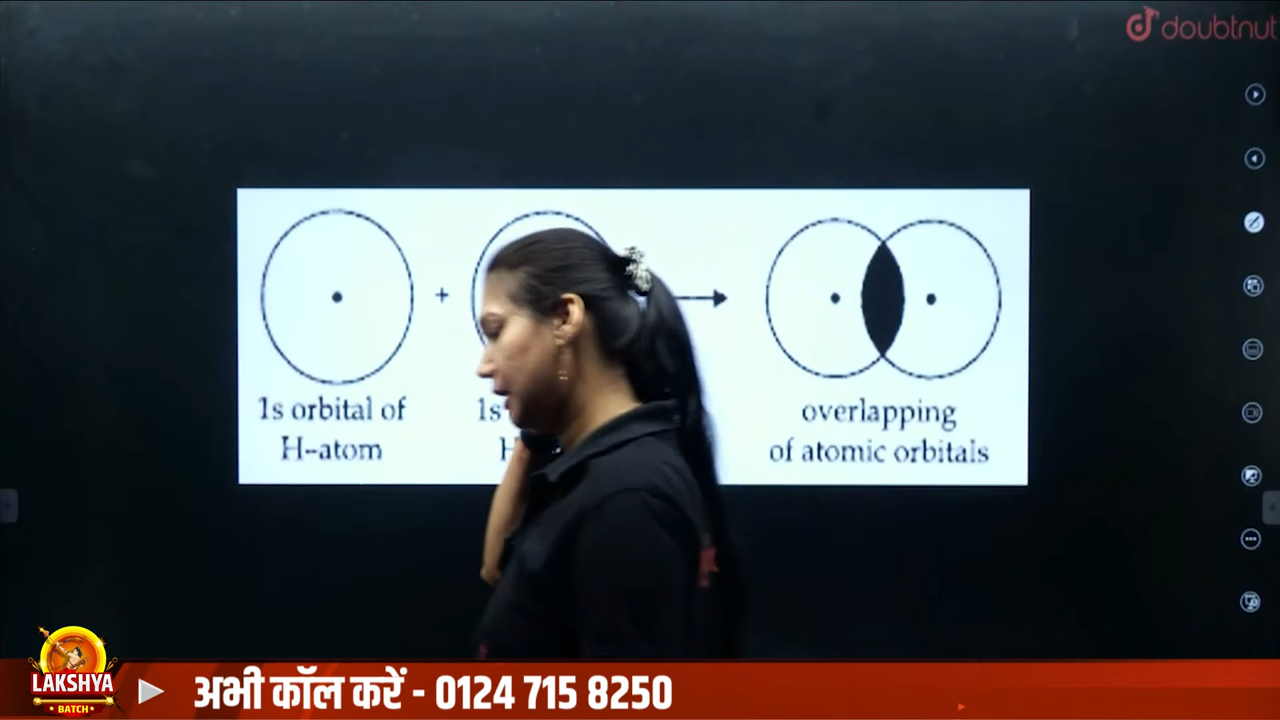 doubtnut
+
1s orbital of
H-atom
1s
H
overlapping
of atomic orbitals
LAKSHYA
BATCH
अभी कॉल करें - 0124 715 8250